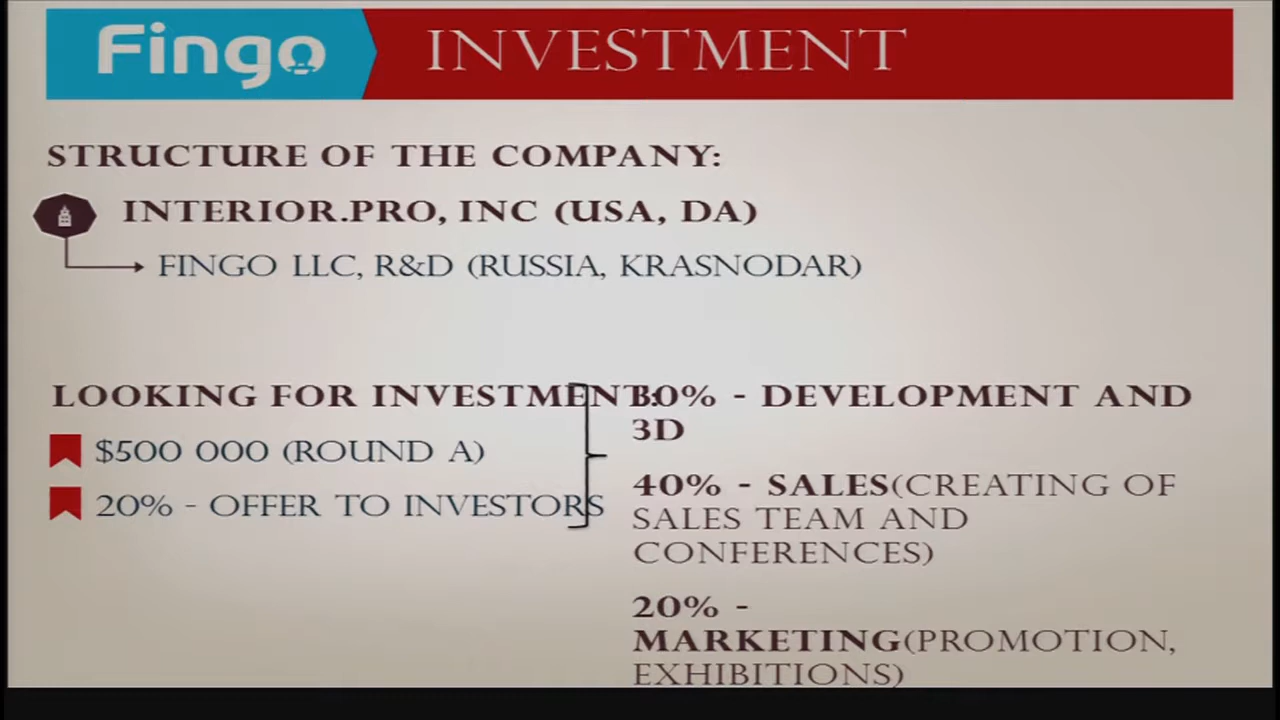 Fingo
INVESTMENT
STRUCTURE OF THE COMPANY:
INTERIOR.PRO, INC (USA, DA)
FINGO LLC, R&D (RUSSIA, KRASNODAR)
LOOKING FOR INVESTMENT:
$500 000 (ROUND A)
20% - OFFER TO INVESTORS
DEVELOPMENT AND
3D
40% - SALES(CREATING OF
SALES TEAM AND
CONFERENCES)
20% -
MARKETING(PROMOTION,
EXHIBITIONS)